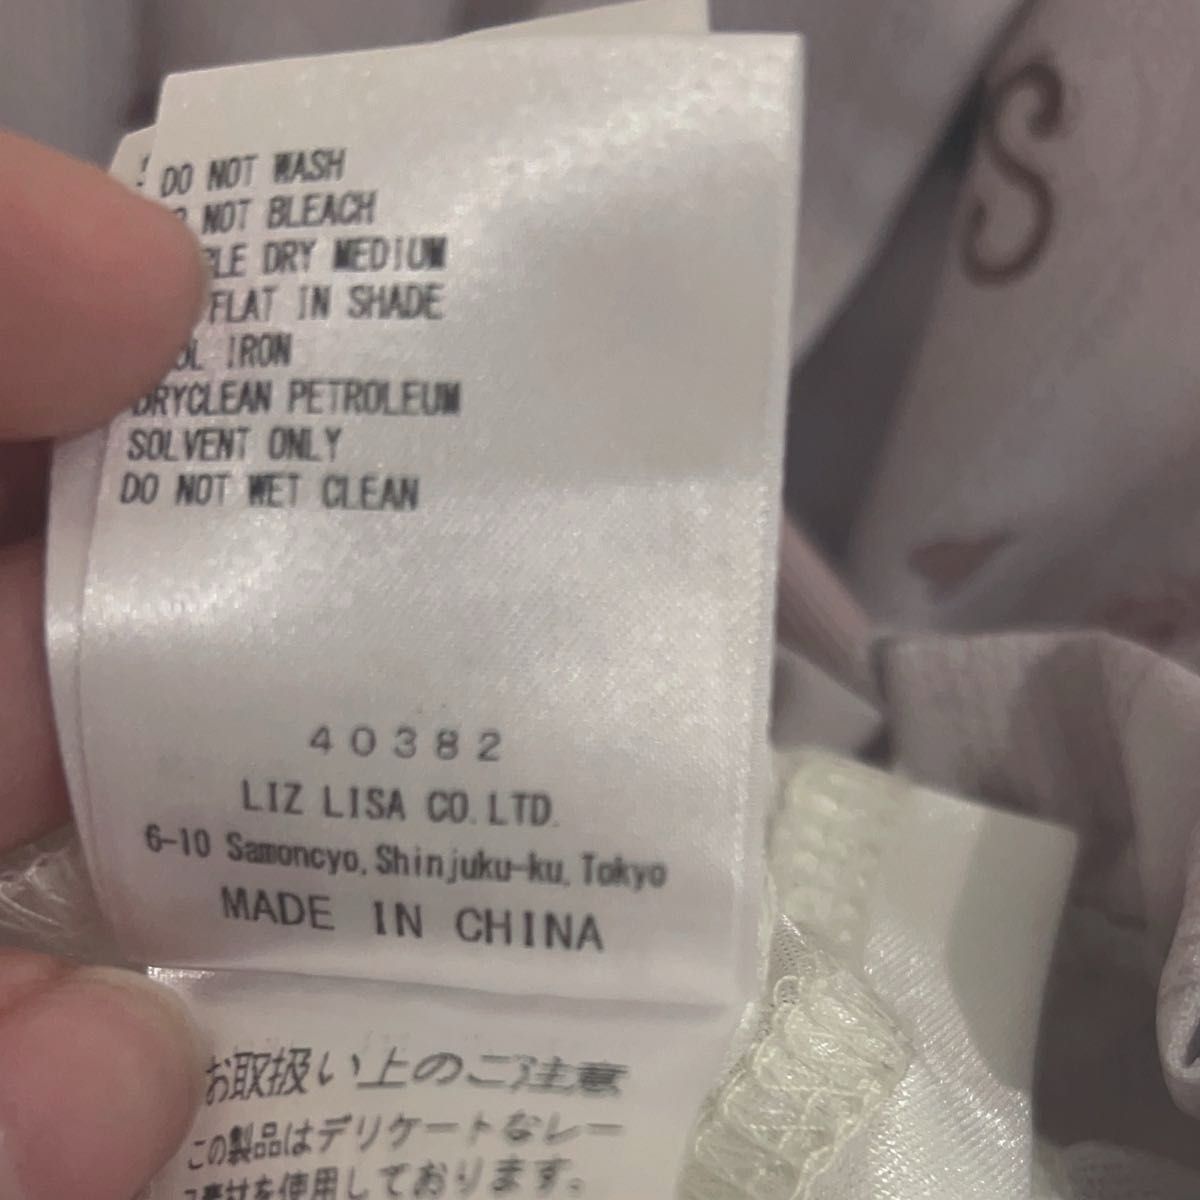 DO NOT WASH
NOT BLEACH
DRY MEDIUM
FLAT IN SHADE
IRON
DRYCLEAN PETROLEUM
SOLVENT ONLY
DO NOT WET CLEAN
40382
LIZ LISA CO.LTD.
6-10 Samoncyo, Shinjuku-ku, Tokyo
MADE IN CHINA
お取扱い上のご注意
この製品はデリケートなレー
ス素材を使用しております。
S